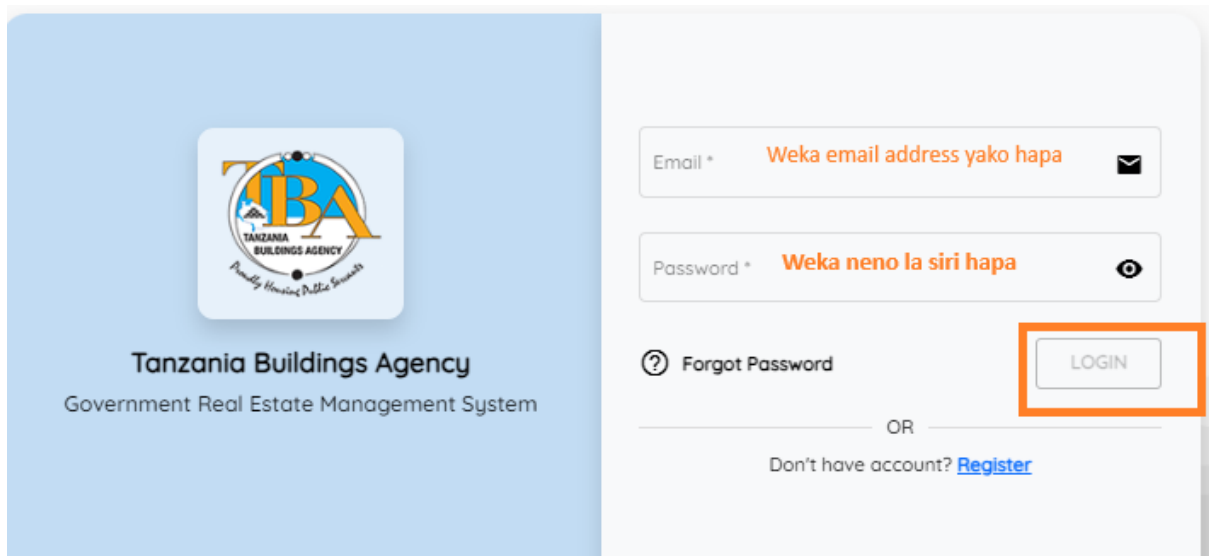 TBA
TANZANIA
BUILDINGS AGENCY
Proudly Housing Public Servants
Tanzania Buildings Agency
Government Real Estate Management System
Email * Weka email address yako hapa
Password * Weka neno la siri hapa
Forgot Password LOGIN
OR
Don't have account? Register